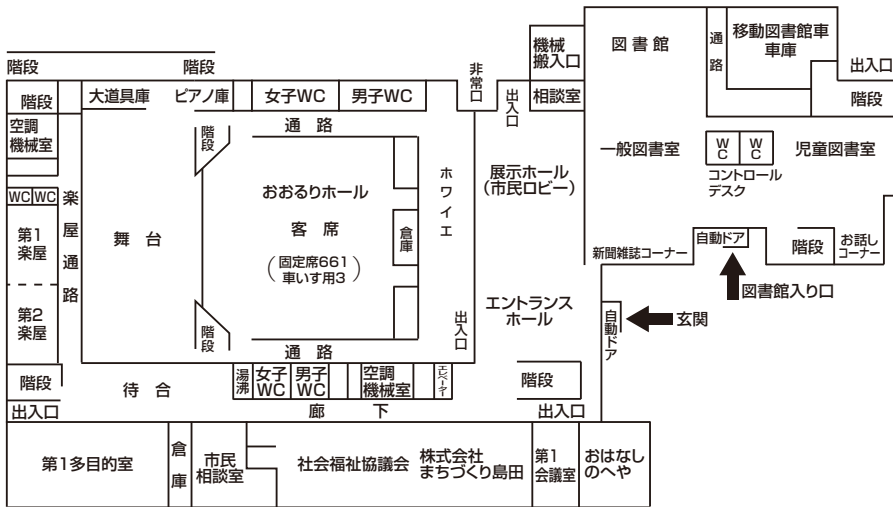 機械
搬入口
図書館
通路
移動図書館車
車庫
出入口
階段
階段
階段
非常口
出入口
相談室
階段
階段
大道具庫
ピアノ庫
女子WC
男子WC
空調
機械室
階段
通路
一般図書室
WC
WC
コントロール
デスク
児童図書室
展示ホール
(市民ロビー)
ホワイエ
おおるりホール
客席
(固定席661
車いす用3)
倉庫
WC
WC
楽屋通路
舞台
第1
楽屋
第2
楽屋
新聞雑誌コーナー
自動ドア
階段
お話し
コーナー
図書館入り口
エントランス
ホール
出入口
自動ドア
玄関
階段
通路
階段
待合
湯沸
女子
WC
男子
WC
空調
機械室
エレベーター
階段
出入口
廊下
出入口
第1多目的室
倉庫
市民
相談室
社会福祉協議会
株式会社
まちづくり島田
第1
会議室
おはなし
のへや